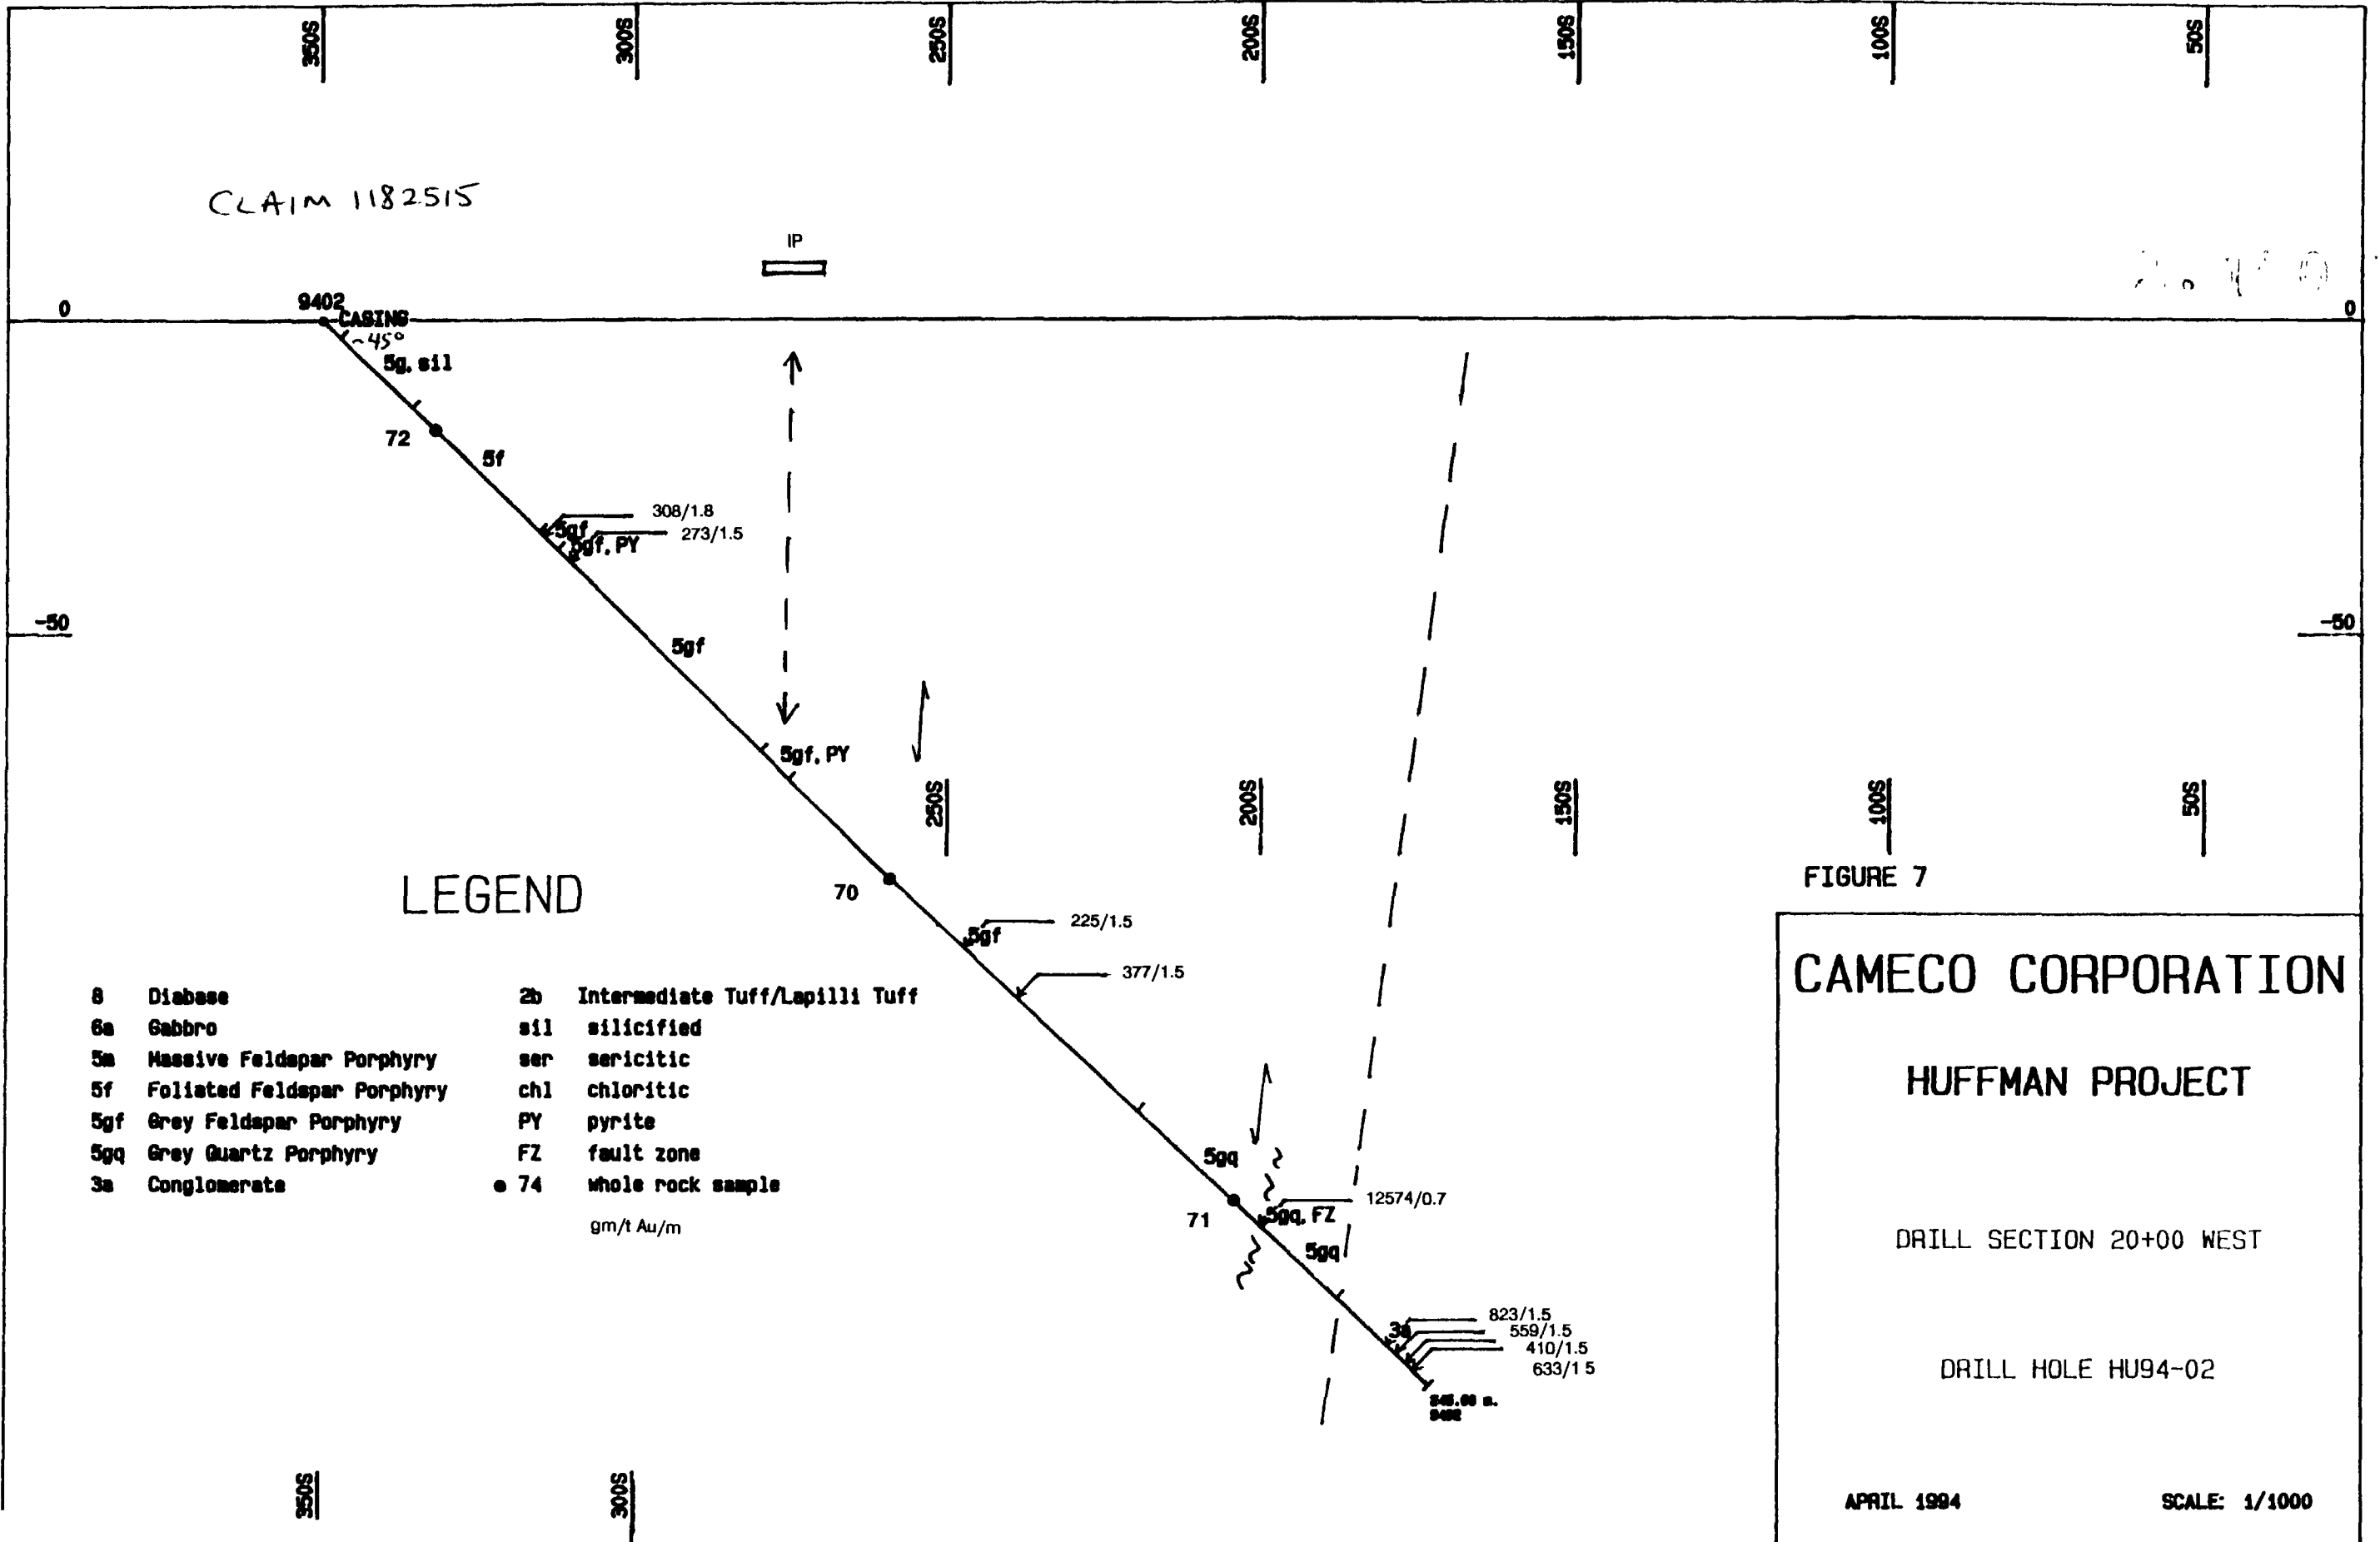 350S 300S 250S 200S 150S 100S 50S
CLAIM 1182515
IP
0 9402 CASING 0
~45°
5g, sil
72
5f
308/1.8
5gf 273/1.5
5gf, PY
-50 -50
5gf
5gf, PY
250S 200S 150S 100S 50S
70
225/1.5
5gf
377/1.5
LEGEND
8 Diabase
6a Gabbro
5m Massive Feldspar Porphyry
5f Foliated Feldspar Porphyry
5gf Grey Feldspar Porphyry
5gq Grey Quartz Porphyry
3a Conglomerate
2b Intermediate Tuff/Lapilli Tuff
sil silicified
ser sericitic
chl chloritic
PY pyrite
FZ fault zone
74 whole rock sample
gm/t Au/m
5gq
12574/0.7
71 5gq, FZ
5gq
823/1.5
3a 559/1.5
410/1.5
633/1 5
9402
350S 300S
FIGURE 7
CAMECO CORPORATION
HUFFMAN PROJECT
DRILL SECTION 20+00 WEST
DRILL HOLE HU94-02
APRIL 1994 SCALE: 1/1000